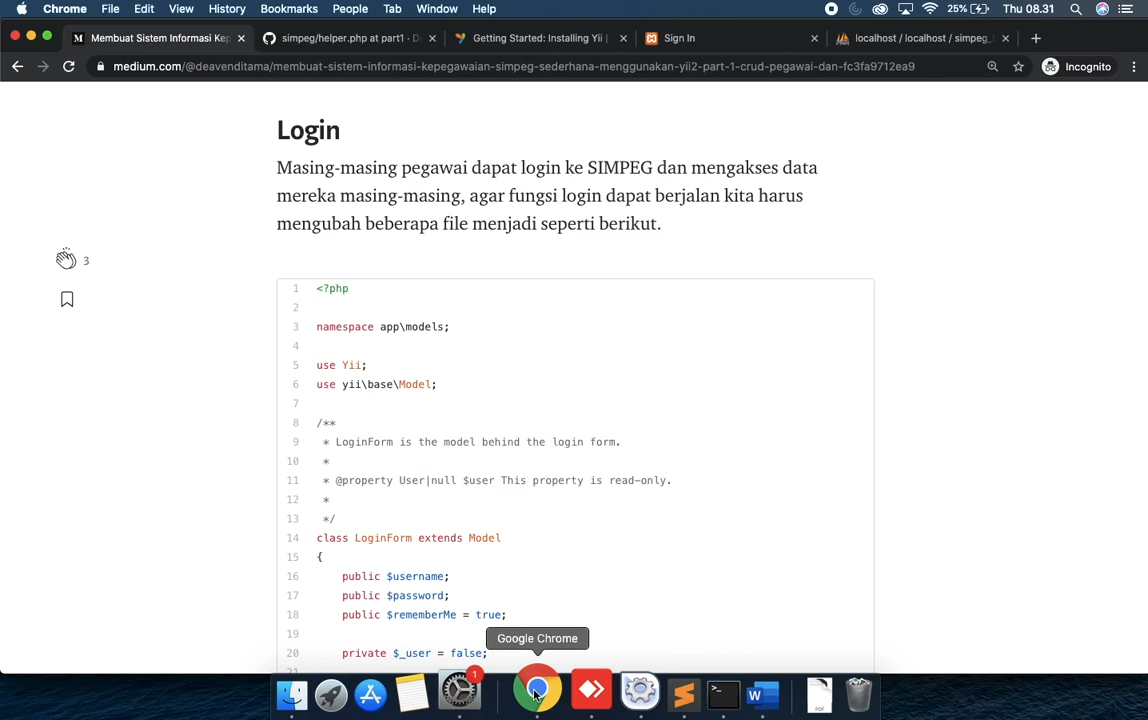 Chrome File Edit View History Bookmarks People Tab Window Help 25% Thu 08.31
Membuat Sistem Informasi Kep simpeg/helper.php at part1 · D Getting Started: Installing Yii | Sign In localhost / localhost / simpeg_
medium.com/@deavenditama/membuat-sistem-informasi-kepegawaian-simpeg-sederhana-menggunakan-yii2-part-1-crud-pegawai-dan-fc3fa9712ea9 Incognito
Login
Masing-masing pegawai dapat login ke SIMPEG dan mengakses data
mereka masing-masing, agar fungsi login dapat berjalan kita harus
mengubah beberapa file menjadi seperti berikut.
3
1 <?php
2
3 namespace app\models;
4
5 use Yii;
6 use yii\base\Model;
7
8 /**
9 * LoginForm is the model behind the login form.
10 *
11 * @property User|null $user This property is read-only.
12 *
13 */
14 class LoginForm extends Model
15 {
16 public $username;
17 public $password;
18 public $rememberMe = true;
19
20 private $_user = false;
Google Chrome
1